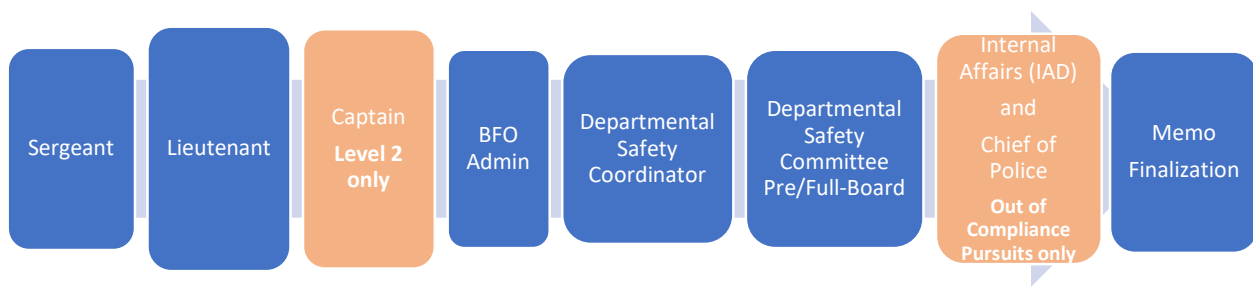 Sergeant
Lieutenant
Captain
Level 2
only
BFO
Admin
Departmental
Safety
Coordinator
Departmental
Safety
Committee
Pre/Full-Board
Internal
Affairs (IAD)
and
Chief of
Police
Out of
Compliance
Pursuits only
Memo
Finalization